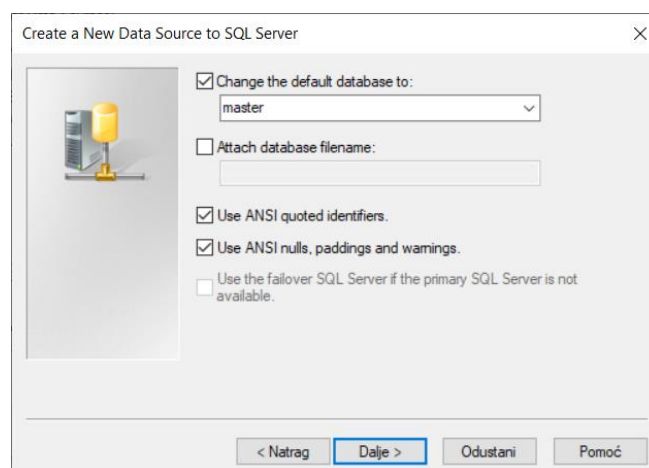 Create a New Data Source to SQL Server
Change the default database to:
master
Attach database filename:
Use ANSI quoted identifiers.
Use ANSI nulls, paddings and warnings.
Use the failover SQL Server if the primary SQL Server is not
available.
< Natrag
Dalje >
Odustani
Pomoć